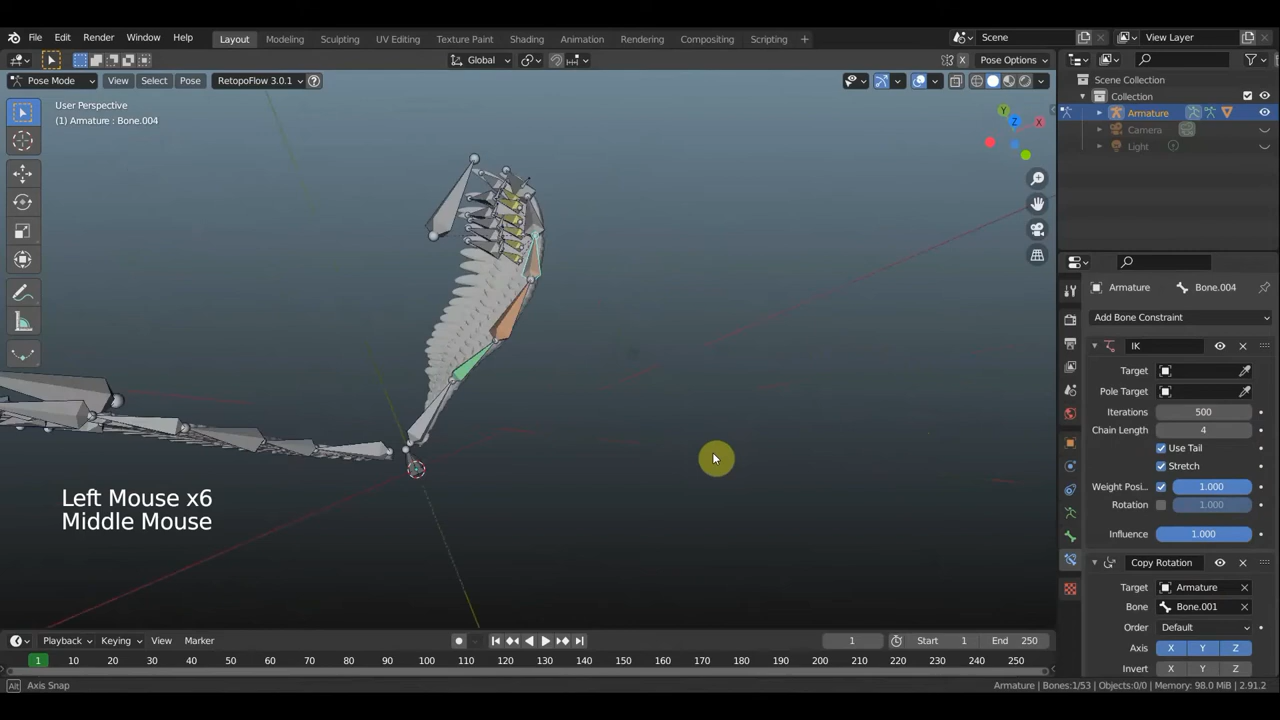 File Edit Render Window Help Layout Modeling Sculpting UV Editing Texture Paint Shading Animation Rendering Compositing Scripting + Scene View Layer
Global Pose Options
Pose Mode View Select Pose RetopoFlow 3.0.1 Scene Collection
Collection
User Perspective
(1) Armature : Bone.004
Armature
Camera
Light
Z
Y
X
Armature Bone.004
Add Bone Constraint
IK
Target
Pole Target
Iterations 500
Chain Length 4
Use Tail
Stretch
Weight Posi... 1.000
Rotation 1.000
Influence 1.000
Copy Rotation
Target Armature
Bone Bone.001
Order Default
Axis X Y Z
Invert X Y Z
Left Mouse x6
Middle Mouse
Playback Keying View Marker 1 Start 1 End 250
1 10 20 30 40 50 60 70 80 90 100 110 120 130 140 150 160 170 180 190 200 210 220 230 240 250
Alt Axis Snap Armature | Bones:1/53 | Objects:0/0 | Memory: 98.0 MiB | 2.91.2